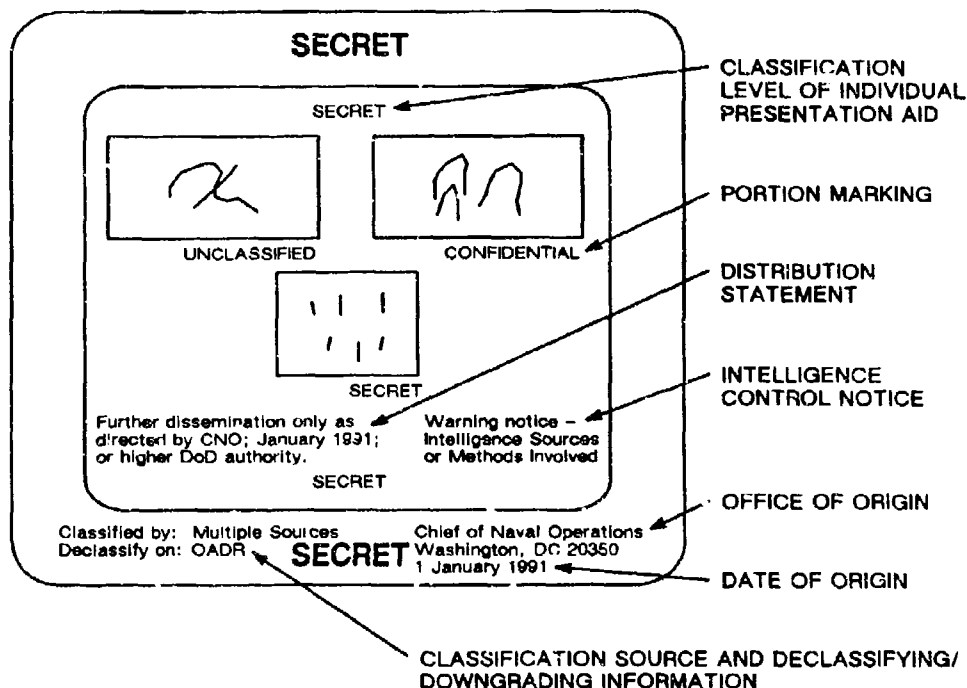 SECRET
SECRET
UNCLASSIFIED
CONFIDENTIAL
SECRET
Further dissemination only as
directed by CNO; January 1991;
or higher DoD authority.
Warning notice –
Intelligence Sources
or Methods Involved
SECRET
Classified by: Multiple Sources
Declassify on: OADR
SECRET
Chief of Naval Operations
Washington, DC 20350
1 January 1991
CLASSIFICATION
LEVEL OF INDIVIDUAL
PRESENTATION AID
PORTION MARKING
DISTRIBUTION
STATEMENT
INTELLIGENCE
CONTROL NOTICE
OFFICE OF ORIGIN
DATE OF ORIGIN
CLASSIFICATION SOURCE AND DECLASSIFYING/
DOWNGRADING INFORMATION